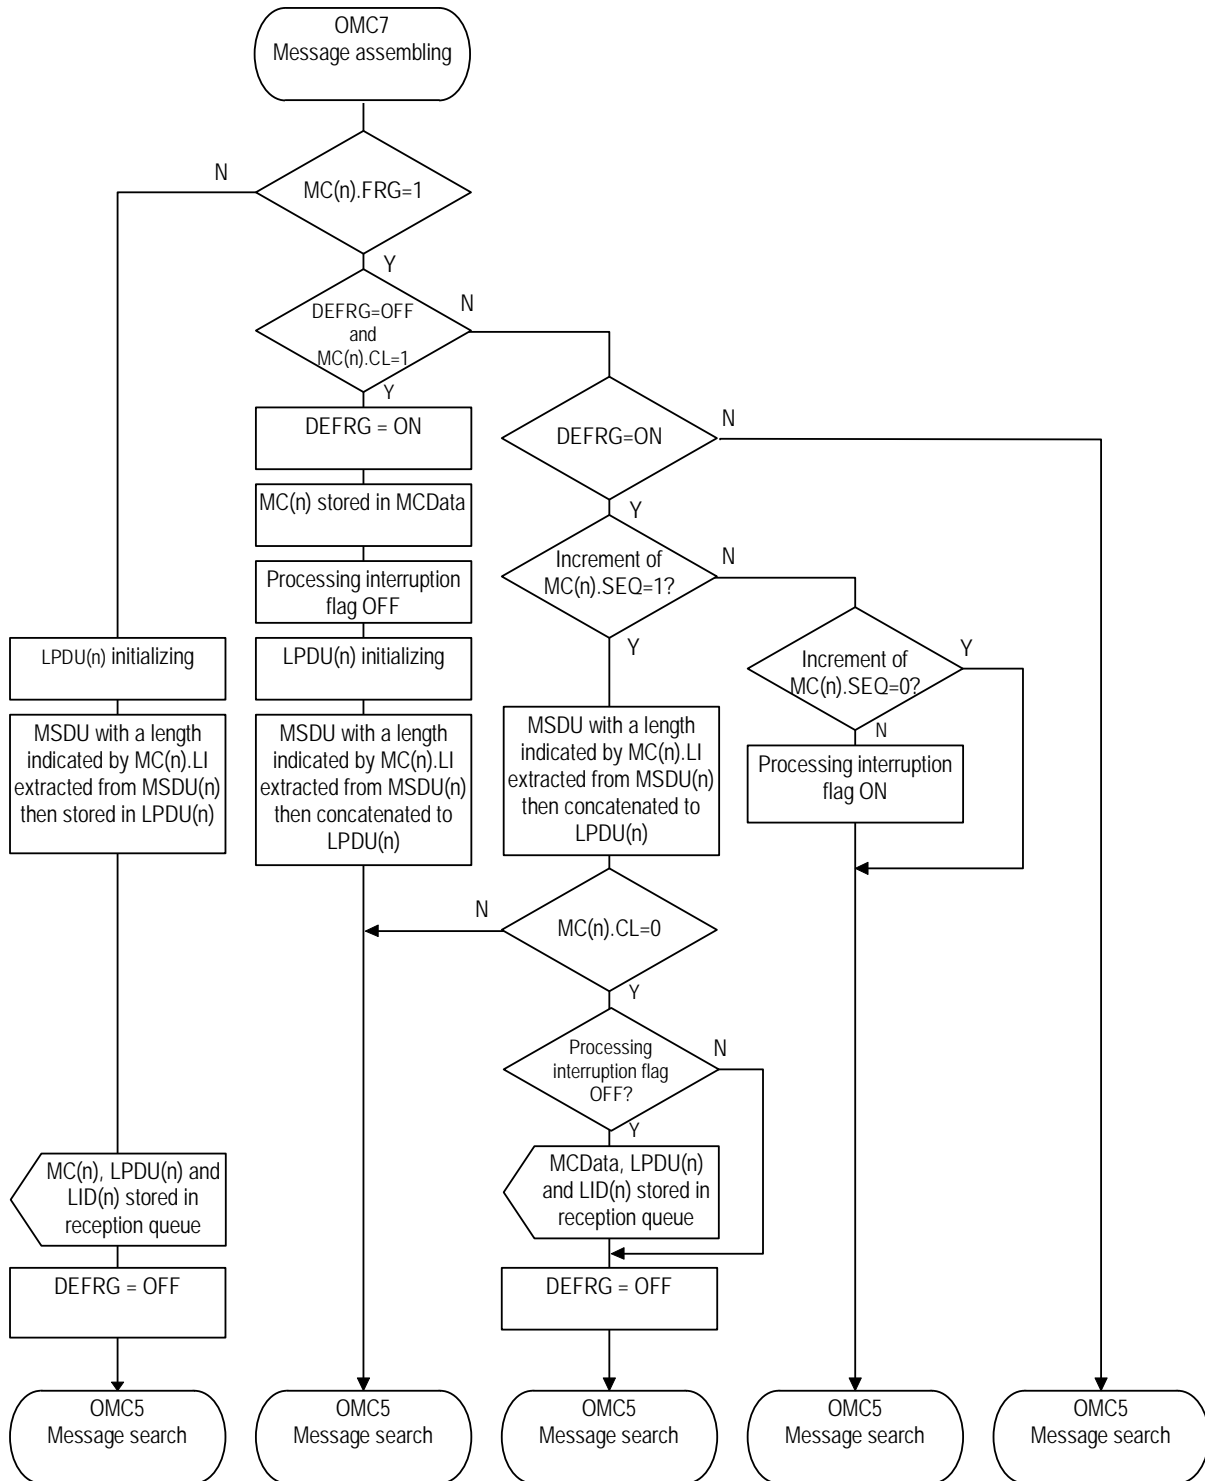 OMC7
Message assembling
N
MC(n).FRG=1
Y
DEFRG=OFF
and
MC(n).CL=1
N
Y
DEFRG = ON
DEFRG=ON
N
MC(n) stored in MCData
Y
Increment of
MC(n).SEQ=1?
N
Processing interruption
flag OFF
Y
LPDU(n) initializing
LPDU(n) initializing
Increment of
MC(n).SEQ=0?
Y
N
MSDU with a length
indicated by MC(n).LI
extracted from MSDU(n)
then stored in LPDU(n)
MSDU with a length
indicated by MC(n).LI
extracted from MSDU(n)
then concatenated to
LPDU(n)
MSDU with a length
indicated by MC(n).LI
extracted from MSDU(n)
then concatenated to
LPDU(n)
Processing interruption
flag ON
N
MC(n).CL=0
Y
Processing
interruption flag
OFF?
N
Y
MC(n), LPDU(n) and
LID(n) stored in
reception queue
MCData, LPDU(n)
and LID(n) stored in
reception queue
DEFRG = OFF
DEFRG = OFF
OMC5
Message search
OMC5
Message search
OMC5
Message search
OMC5
Message search
OMC5
Message search